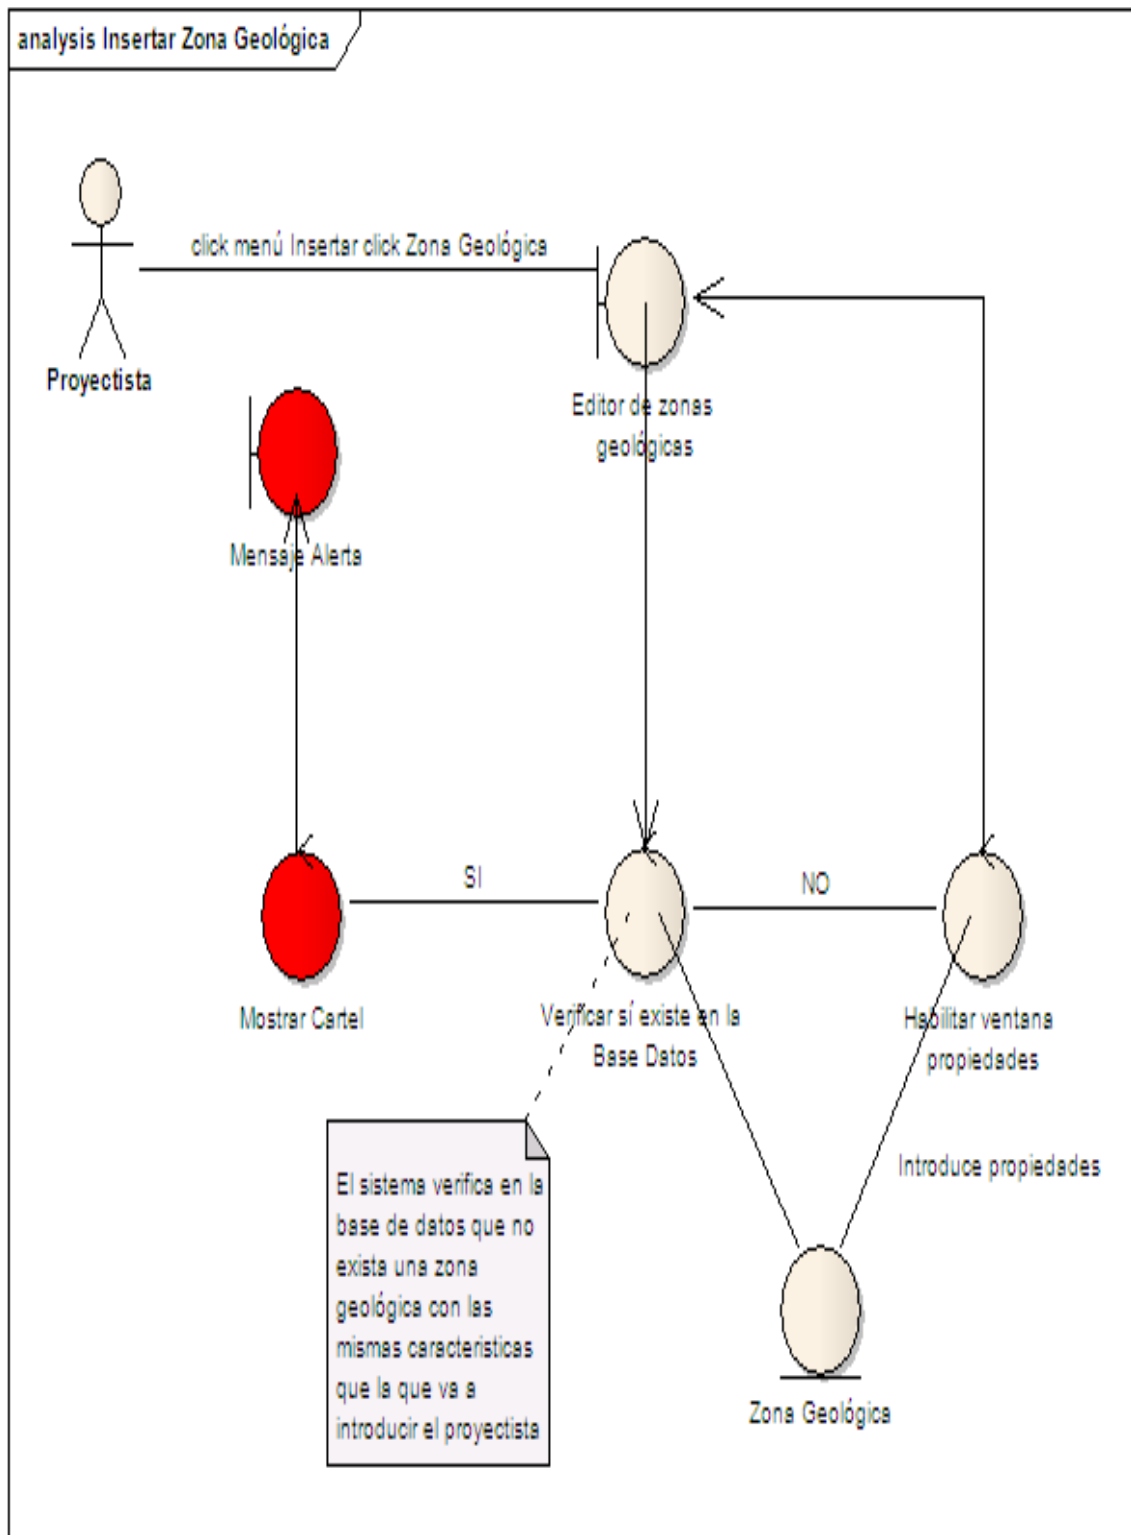 analysis Insertar Zona Geológica
click menú Insertar click Zona Geológica
Proyectista
Editor de zonas
geológicas
Mensaje Alerta
SI
NO
Mostrar Cartel
Verificar sí existe en la
Base Datos
Habilitar ventana
propiedades
Introduce propiedades
El sistema verifica en la
base de datos que no
exista una zona
geológica con las
mismas caracteristicas
que la que va a
introducir el proyectista
Zona Geológica